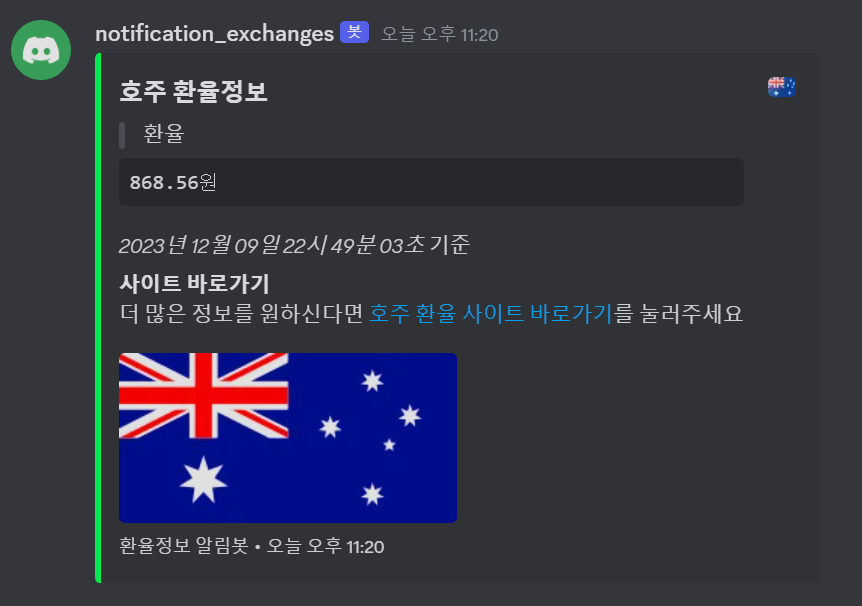 notification_exchanges 봇 오늘 오후 11:20
호주 환율정보
환율
868.56원
2023년 12월 09일 22시 49분 03초 기준
사이트 바로가기
더 많은 정보를 원하신다면 호주 환율 사이트 바로가기를 눌러주세요
환율정보 알림봇 • 오늘 오후 11:20